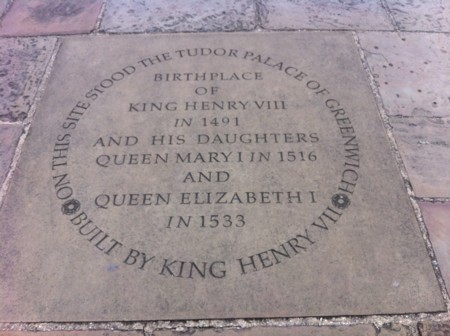 ON THIS SITE STOOD THE TUDOR PALACE OF GREENWICH
BIRTHPLACE
OF
KING HENRY VIII
IN 1491
AND HIS DAUGHTERS
QUEEN MARY I IN 1516
AND
QUEEN ELIZABETH I
IN 1533
BUILT BY KING HENRY VII